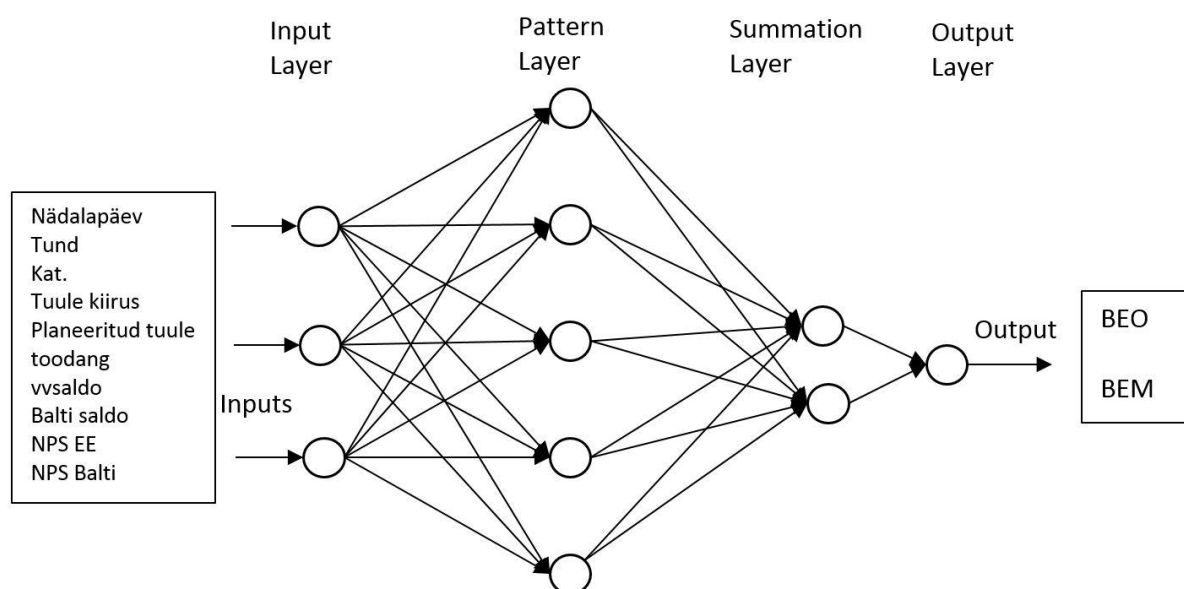 Input
Layer
Pattern
Layer
Summation
Layer
Output
Layer
Nädalapäev
Tund
Kat.
Tuule kiirus
Planeeritud tuule
toodang
vvsaldo
Balti saldo
NPS EE
NPS Balti
Inputs
Output
BEO
BEM